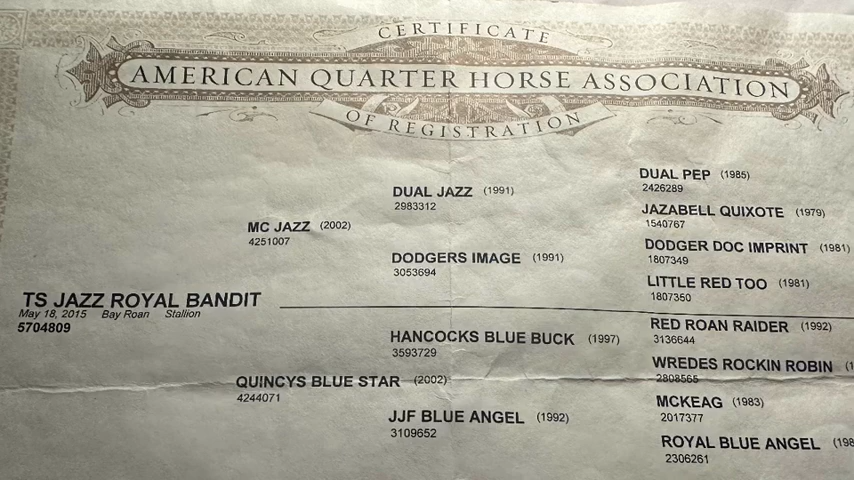 CERTIFICATE
AMERICAN QUARTER HORSE ASSOCIATION
OF REGISTRATION
DUAL PEP (1985)
2426289
DUAL JAZZ (1991)
2983312
JAZABELL QUIXOTE (1979)
1540767
MC JAZZ (2002)
4251007
DODGER DOC IMPRINT (1981)
1807349
DODGERS IMAGE (1991)
3053694
LITTLE RED TOO (1981)
1807350
TS JAZZ ROYAL BANDIT
May 18, 2015 Bay Roan Stallion
5704809
RED ROAN RAIDER (1992)
3136644
HANCOCKS BLUE BUCK (1997)
3593729
WREDES ROCKIN ROBIN
2808565
QUINCYS BLUE STAR (2002)
4244071
MCKEAG (1983)
2017377
JJF BLUE ANGEL (1992)
3109652
ROYAL BLUE ANGEL
2306261